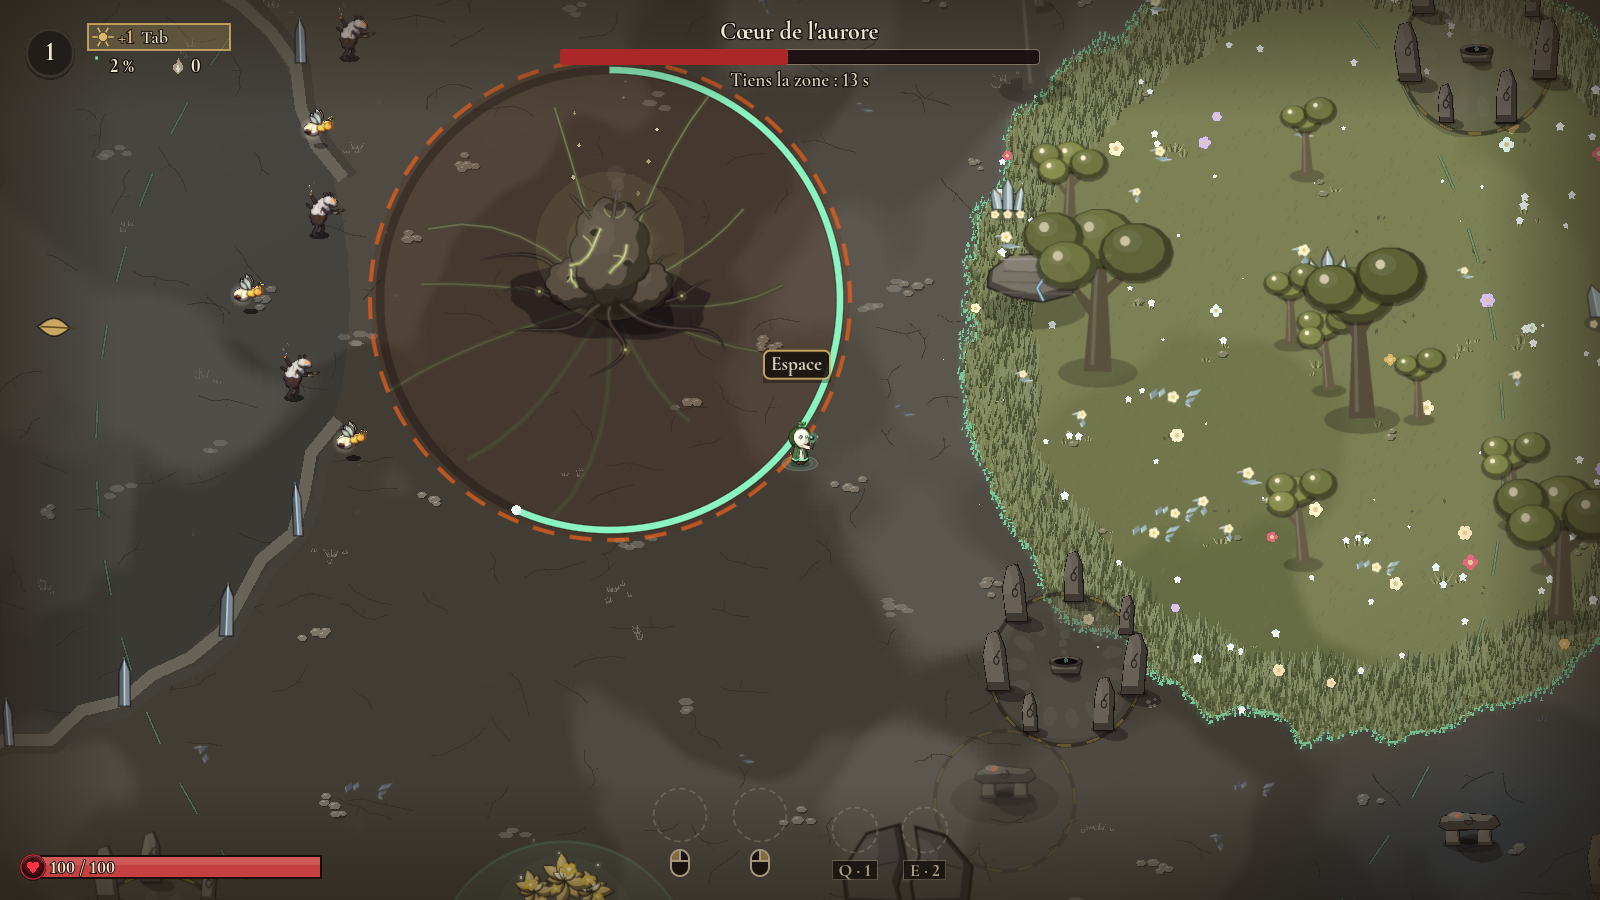 Cœur de l'aurore
1
+1 Tab
2 %
0
Tiens la zone : 13 s
Espace
100 / 100
Q · 1
E · 2